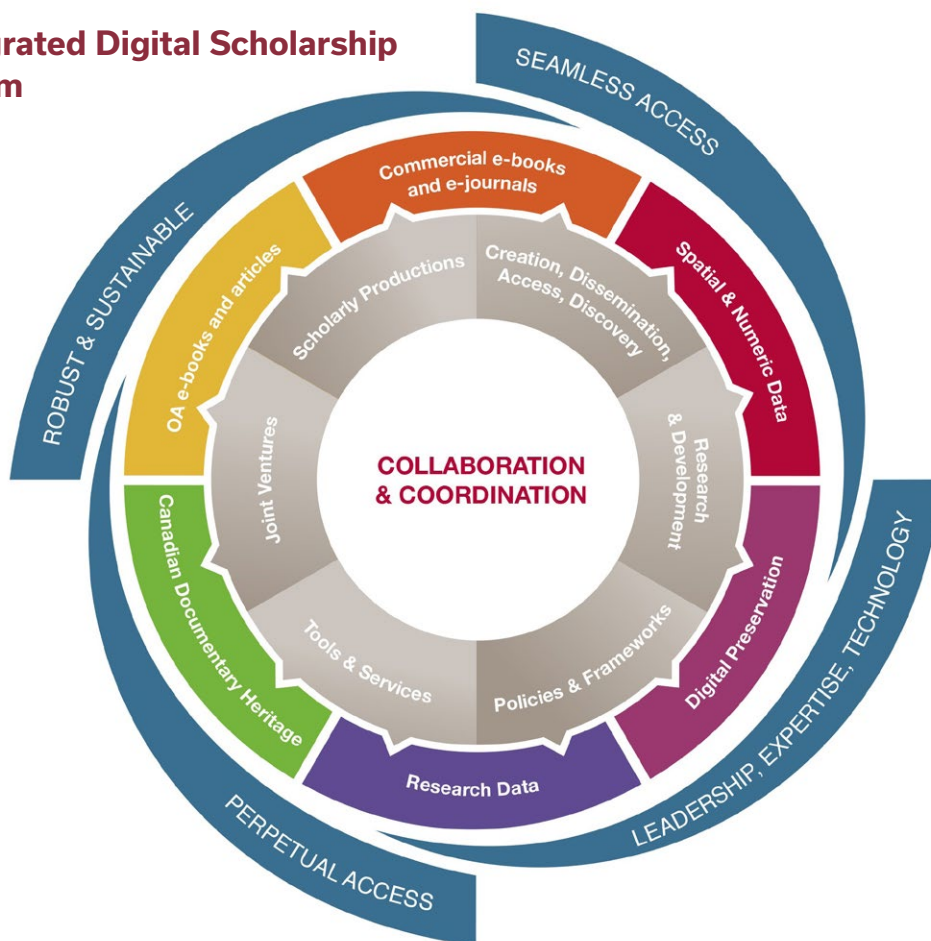 urated Digital Scholarship
m
SEAMLESS ACCESS
ROBUST & SUSTAINABLE
LEADERSHIP, EXPERTISE, TECHNOLOGY
PERPETUAL ACCESS
Commercial e-books
and e-journals
Spatial & Numeric Data
Digital Preservation
Research Data
Canadian Documentary
Heritage
OA e-books and articles
Scholarly Productions
Creation, Dissemination,
Access, Discovery
Research
& Development
Policies & Frameworks
Tools & Services
Joint Ventures
COLLABORATION
& COORDINATION